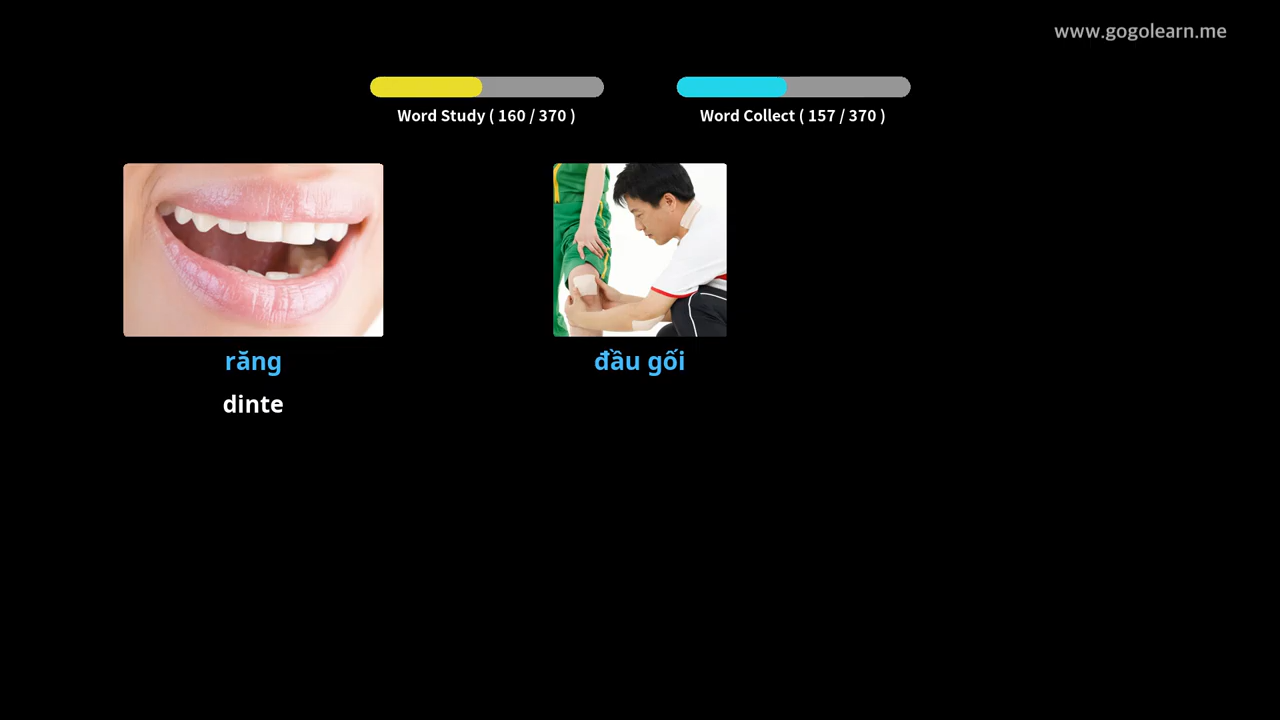 www.gogolearn.me
Word Study ( 160 / 370 )
Word Collect ( 157 / 370 )
răng
đầu gối
dinte